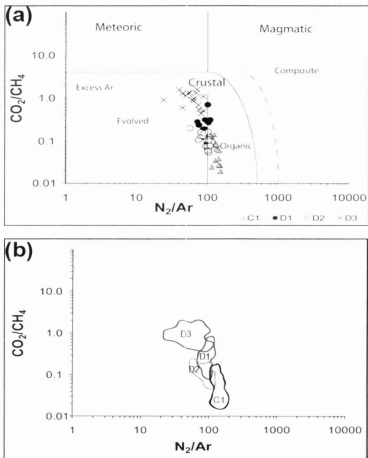 (a)
Meteoric
Magmatic
CO₂/CH₄
10.0
1.0
0.1
0.01
Crustal
Composite
Excess Ar
Evolved
Organic
1
10
100
1000
10000
N₂/Ar
C1
D1
D2
D3
(b)
CO₂/CH₄
10.0
1.0
0.1
0.01
D3
D1
D2
C1
1
10
100
1000
10000
N₂/Ar